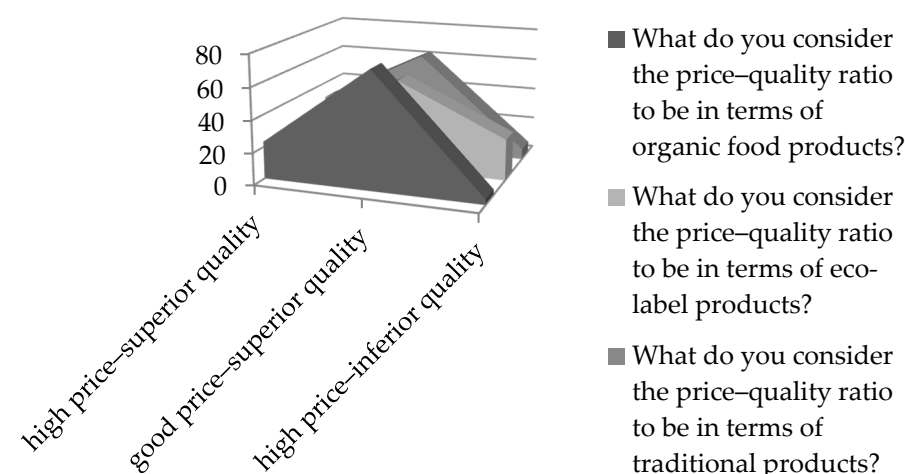 80
60
40
20
0
high price–superior quality
good price–superior quality
high price–inferior quality
What do you consider
the price–quality ratio
to be in terms of
organic food products?
What do you consider
the price–quality ratio
to be in terms of eco-
label products?
What do you consider
the price–quality ratio
to be in terms of
traditional products?